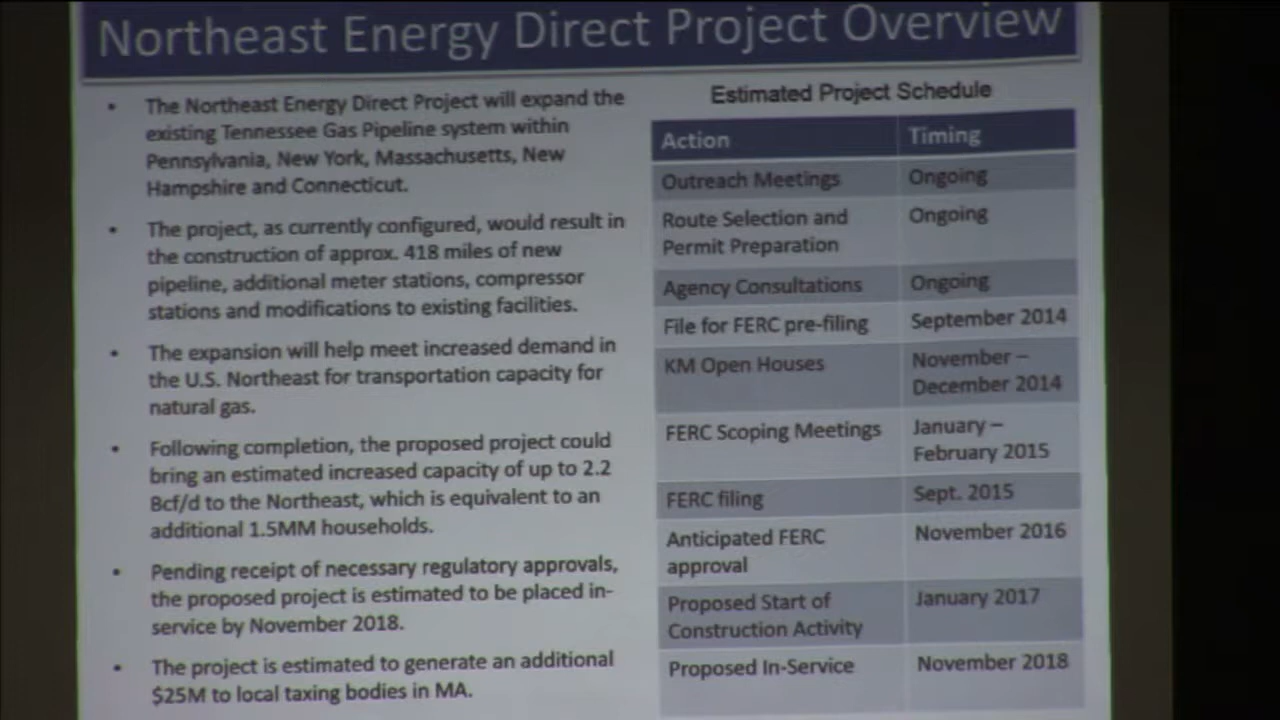 Northeast Energy Direct Project Overview
• The Northeast Energy Direct Project will expand the
existing Tennessee Gas Pipeline system within
Pennsylvania, New York, Massachusetts, New
Hampshire and Connecticut.
• The project, as currently configured, would result in
the construction of approx. 418 miles of new
pipeline, additional meter stations, compressor
stations and modifications to existing facilities.
• The expansion will help meet increased demand in
the U.S. Northeast for transportation capacity for
natural gas.
• Following completion, the proposed project could
bring an estimated increased capacity of up to 2.2
Bcf/d to the Northeast, which is equivalent to an
additional 1.5MM households.
• Pending receipt of necessary regulatory approvals,
the proposed project is estimated to be placed in-
service by November 2018.
• The project is estimated to generate an additional
$25M to local taxing bodies in MA.
Estimated Project Schedule
Action Timing
Outreach Meetings Ongoing
Route Selection and Ongoing
Permit Preparation
Agency Consultations Ongoing
File for FERC pre-filing September 2014
KM Open Houses November –
December 2014
FERC Scoping Meetings January –
February 2015
FERC filing Sept. 2015
Anticipated FERC November 2016
approval
Proposed Start of January 2017
Construction Activity
Proposed In-Service November 2018